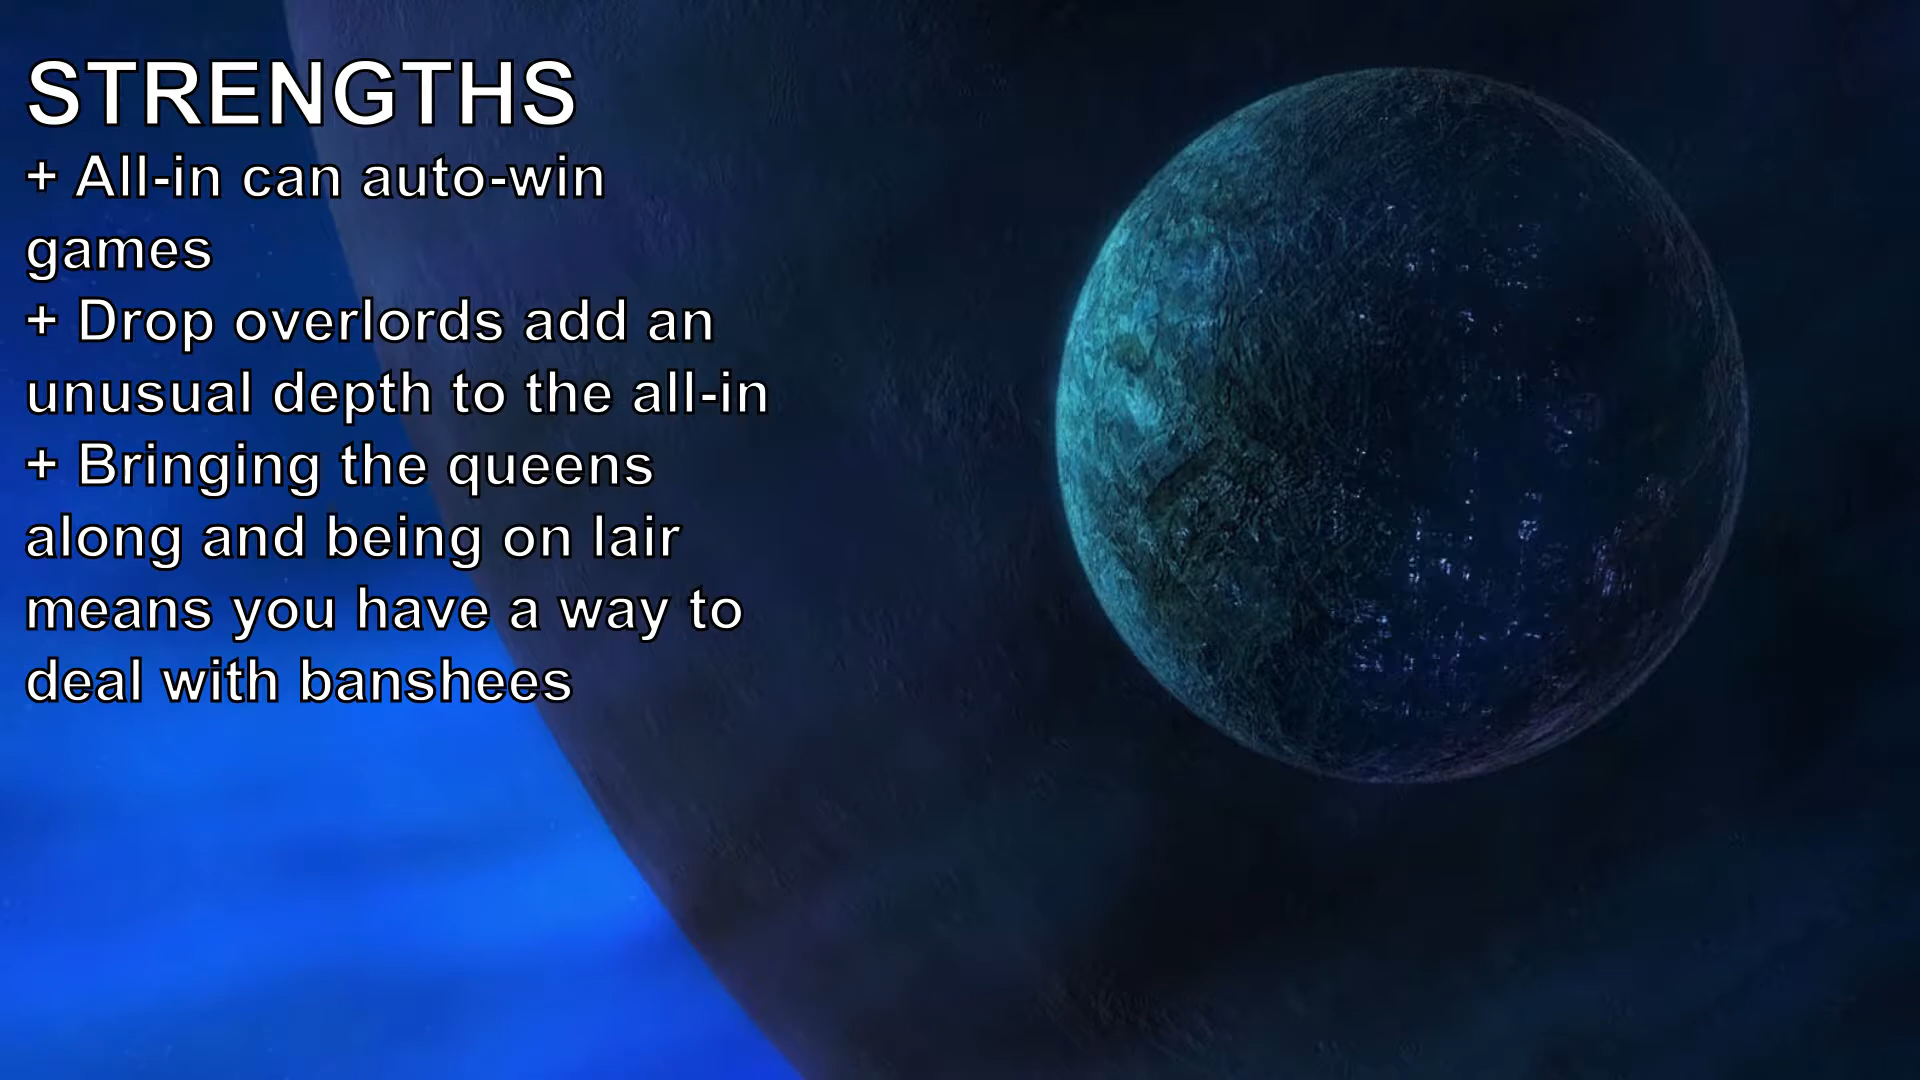 STRENGTHS
+ All-in can auto-win
games
+ Drop overlords add an
unusual depth to the all-in
+ Bringing the queens
along and being on lair
means you have a way to
deal with banshees